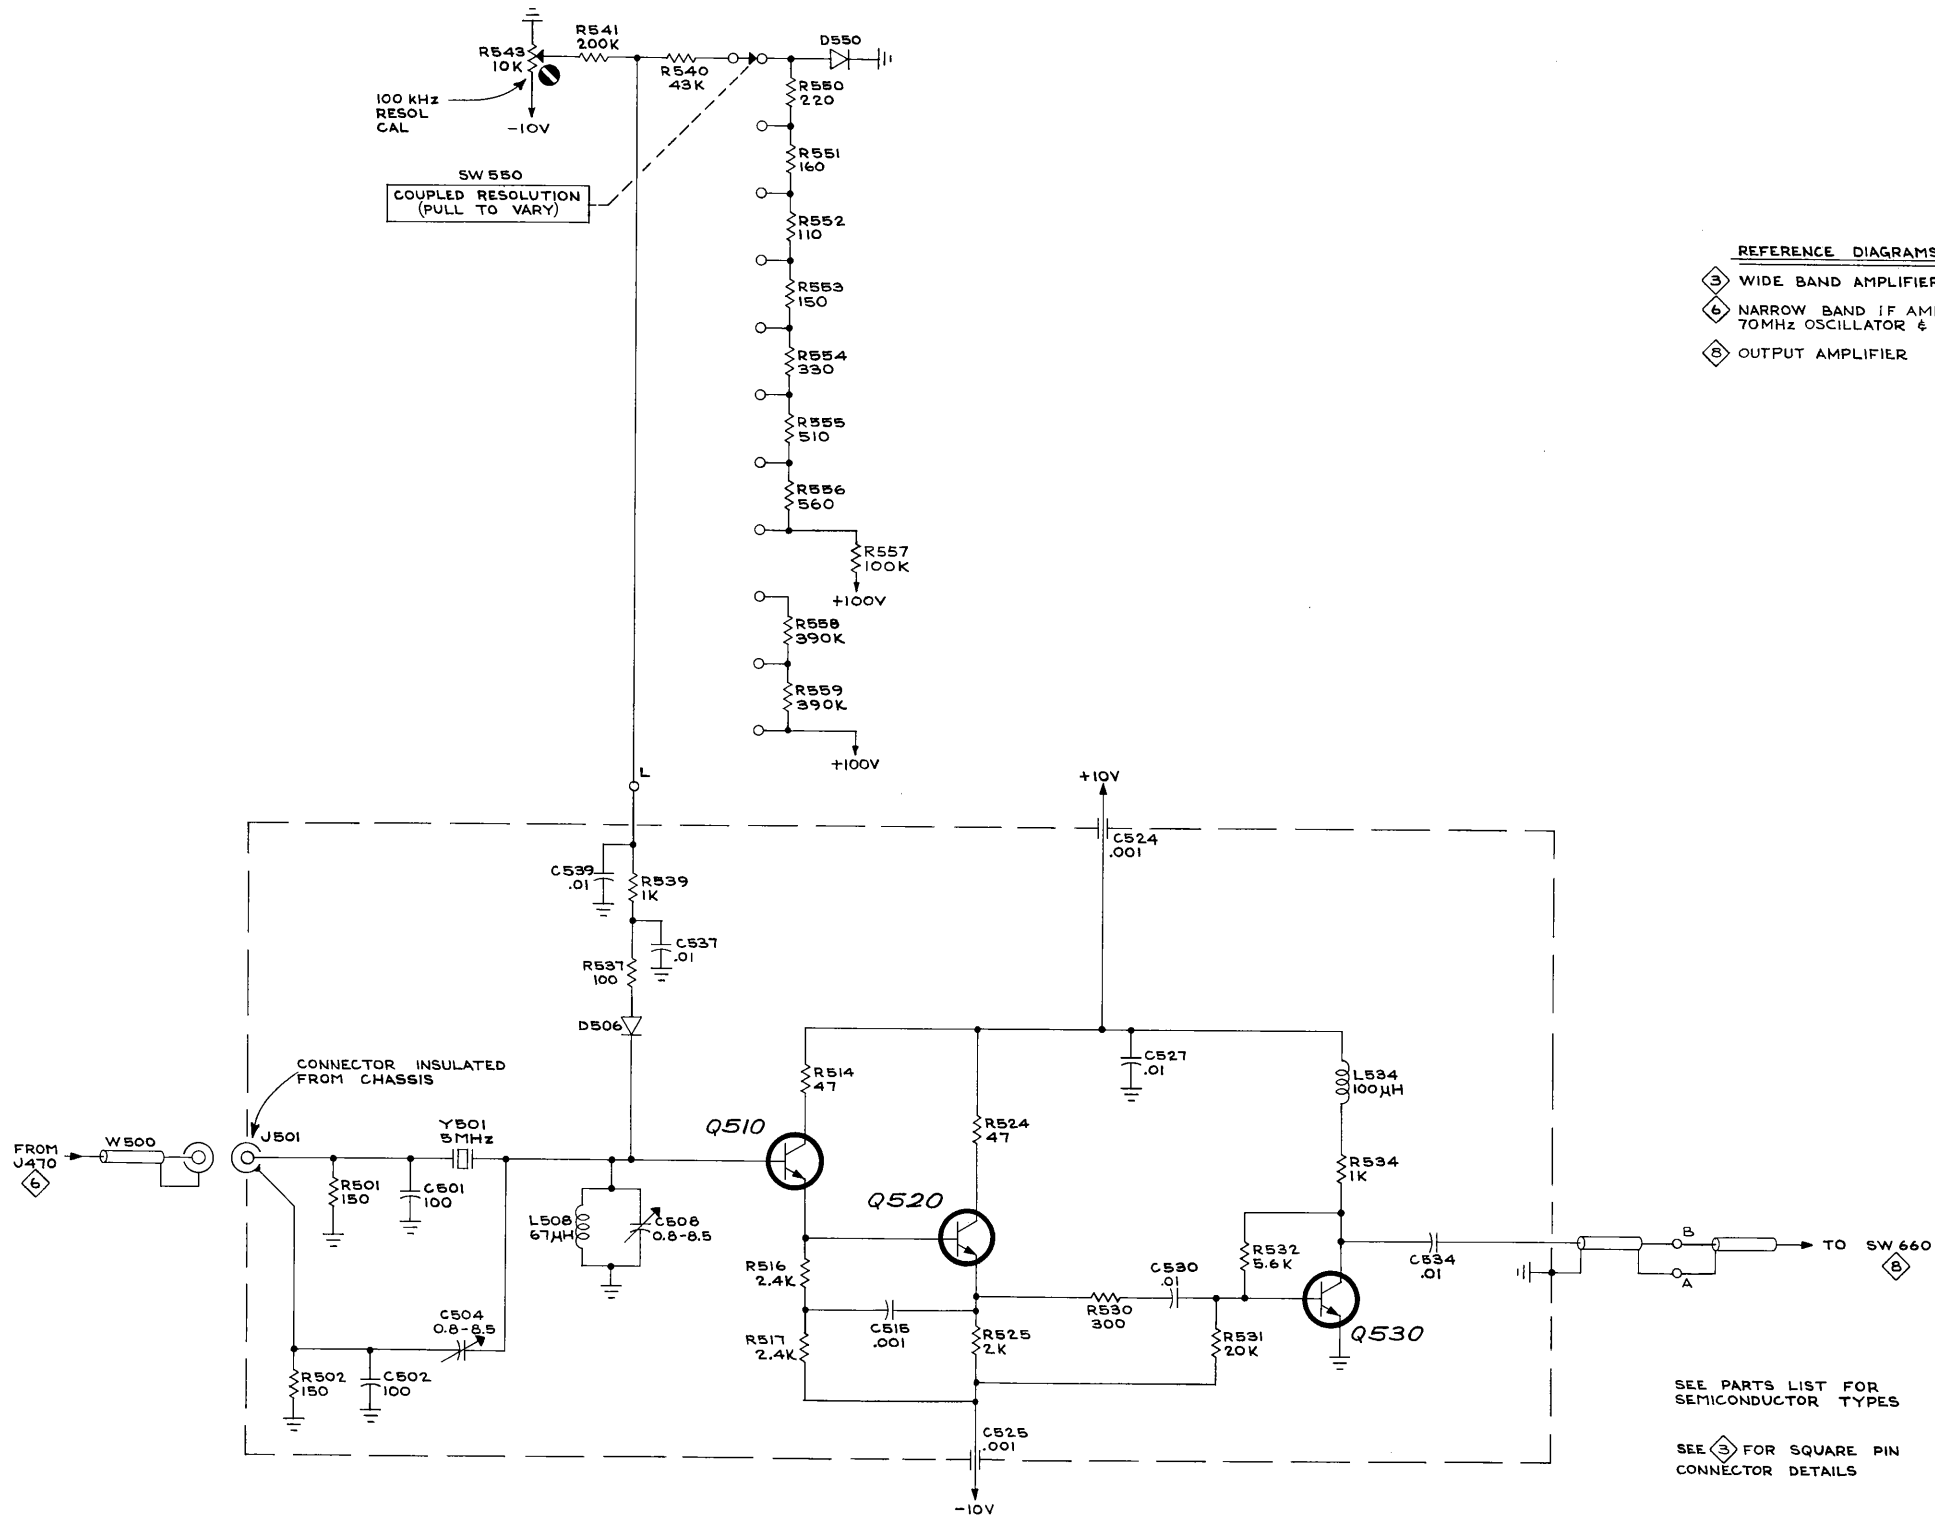 R541
200K
D550
R543
10K
R540
43K
R550
220
100 KHz
RESOL
CAL
-10V
R551
160
SW 550
COUPLED RESOLUTION
(PULL TO VARY)
R552
110
REFERENCE DIAGRAMS
3 WIDE BAND AMPLIFIER
6 NARROW BAND IF
70MHz OSCILLATOR &
8 OUTPUT AMPLIFIER
R553
150
R554
330
R555
510
R556
560
R557
100K
+100V
R558
390K
R559
390K
+100V
L
+10V
C524
.001
C539
.01
R539
1K
C537
.01
R537
100
D506
CONNECTOR INSULATED
FROM CHASSIS
R514
47
C527
.01
L534
100µH
Q510
R524
47
FROM
J470
6
W500
J501
Y501
5MHz
R534
1K
R501
150
C501
100
Q520
L508
67µH
C508
0.8-8.5
R516
2.4K
C530
.01
R532
5.6K
C534
.01
B
A
TO SW 660
8
C504
0.8-8.5
R517
2.4K
C515
.001
R525
2K
R530
300
R531
20K
Q530
R502
150
C502
100
SEE PARTS LIST FOR
SEMICONDUCTOR TYPES
C525
.001
SEE 3 FOR SQUARE PIN
CONNECTOR DETAILS
-10V